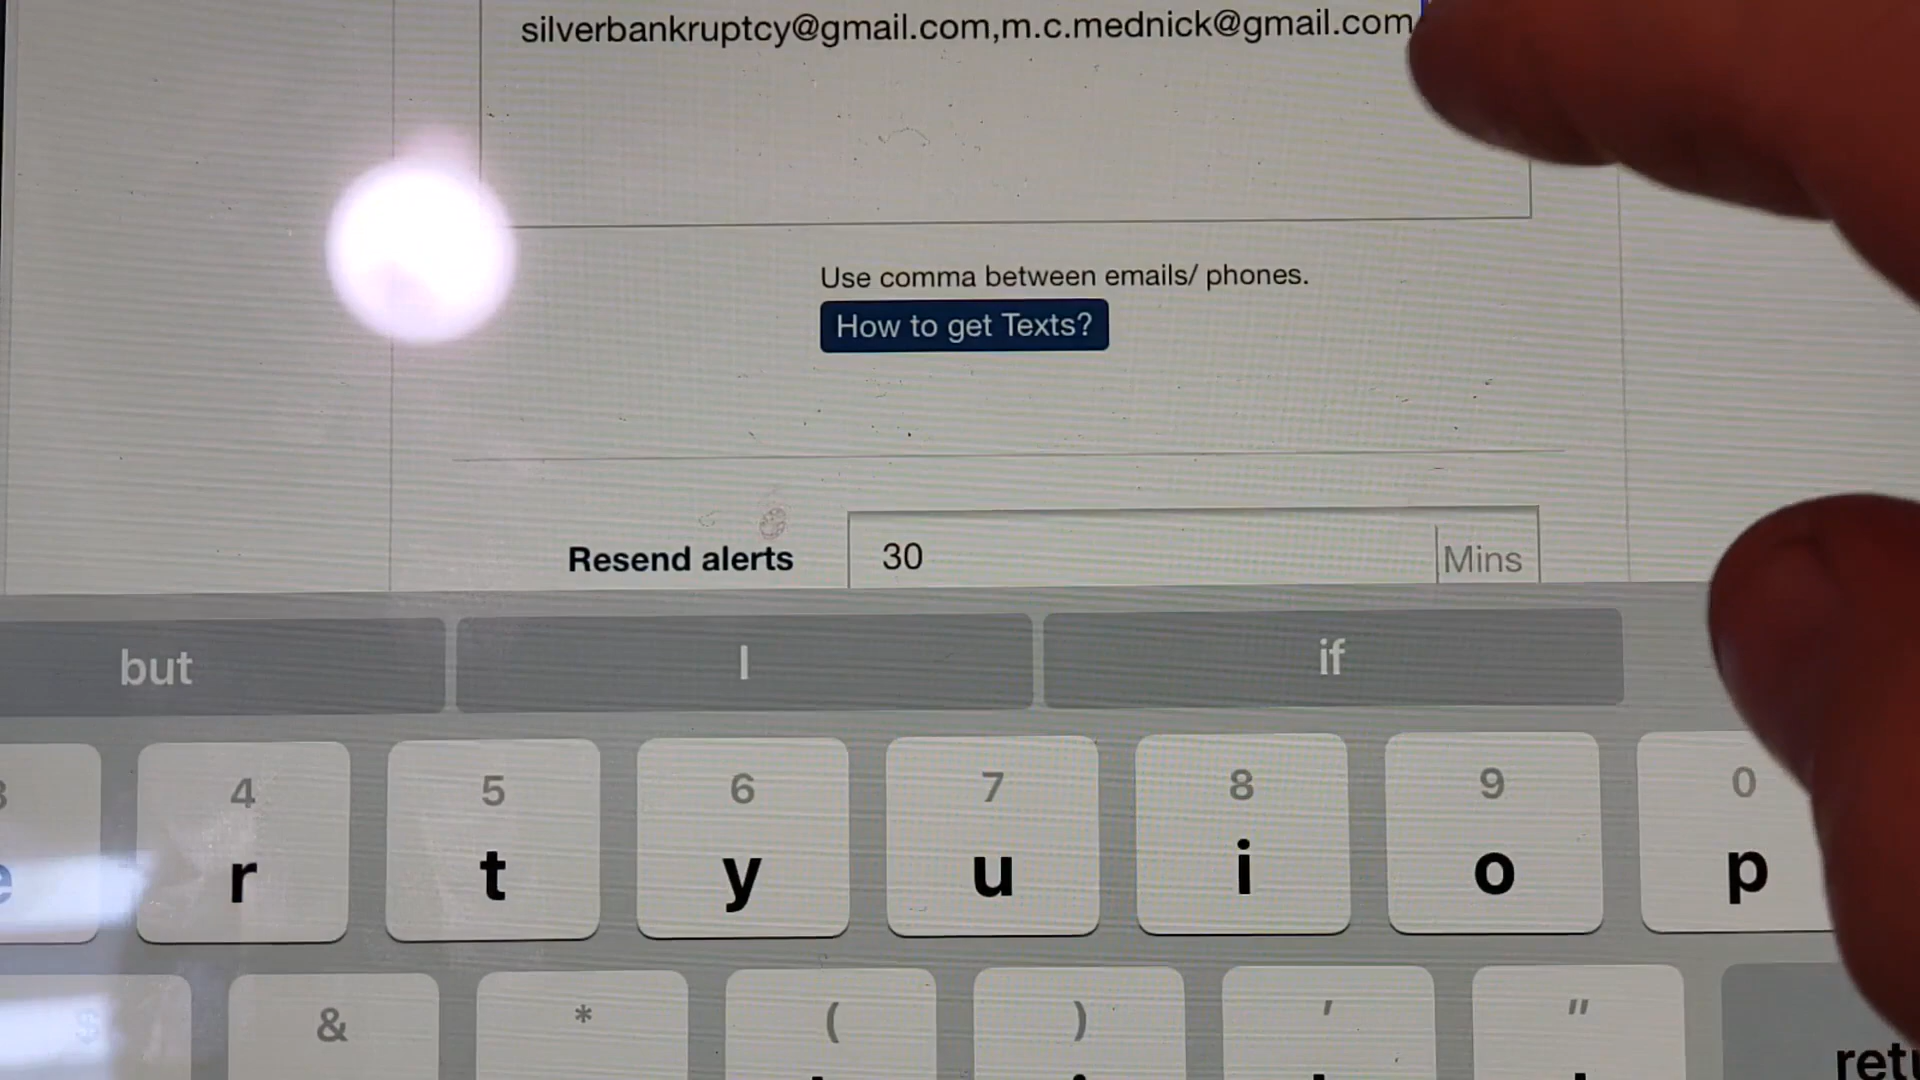 silverbankruptcy@gmail.com,m.c.mednick@gmail.com
Use comma between emails/ phones.
How to get Texts?
Resend alerts 30 Mins
but I if
4 5 6 7 8 9 0
r t y u i o p
& * ( ) ' "